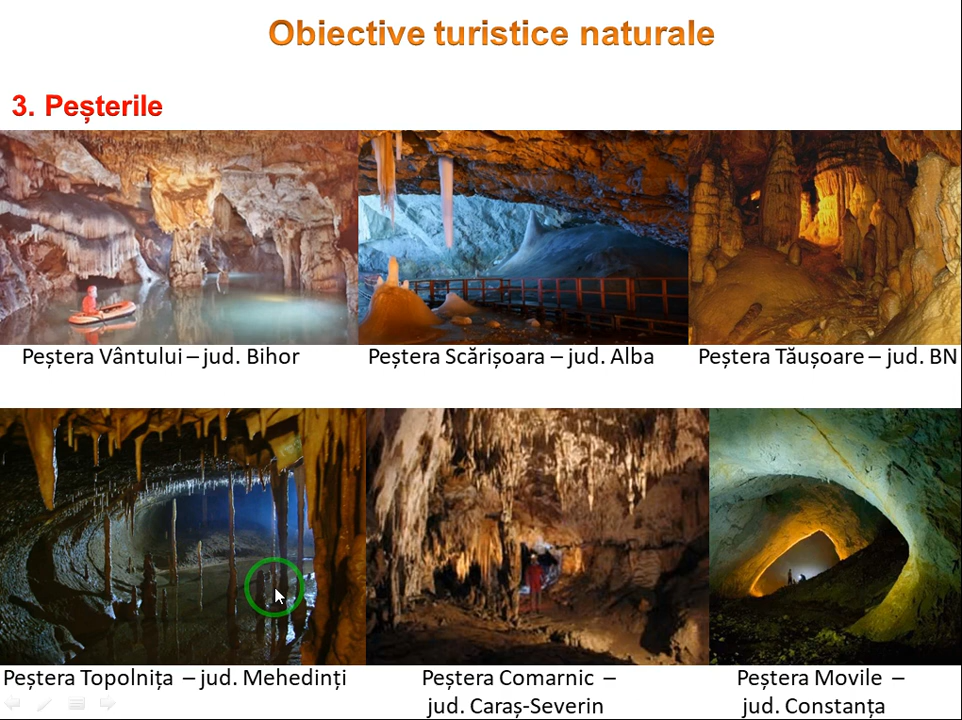 Obiective turistice naturale
3. Peșterile
Peștera Vântului – jud. Bihor
Peștera Scărișoara – jud. Alba
Peștera Tăușoare – jud. BN
Peștera Topolnița – jud. Mehedinți
Peștera Comarnic –
jud. Caraș-Severin
Peștera Movile –
jud. Constanța